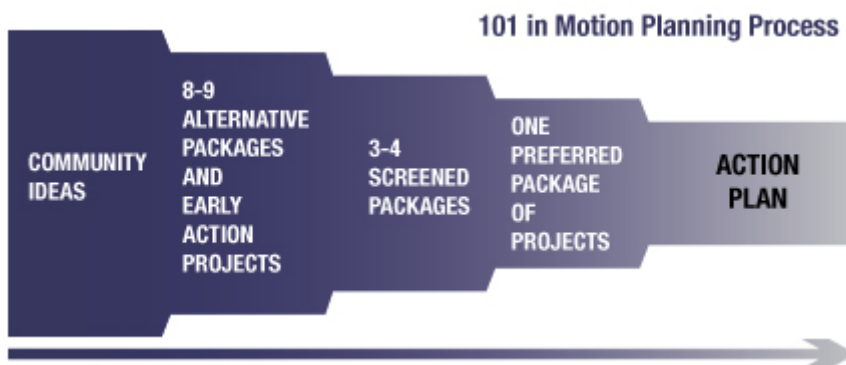 101 in Motion Planning Process
COMMUNITY
IDEAS
8-9
ALTERNATIVE
PACKAGES
AND
EARLY
ACTION
PROJECTS
3-4
SCREENED
PACKAGES
ONE
PREFERRED
PACKAGE
OF
PROJECTS
ACTION
PLAN